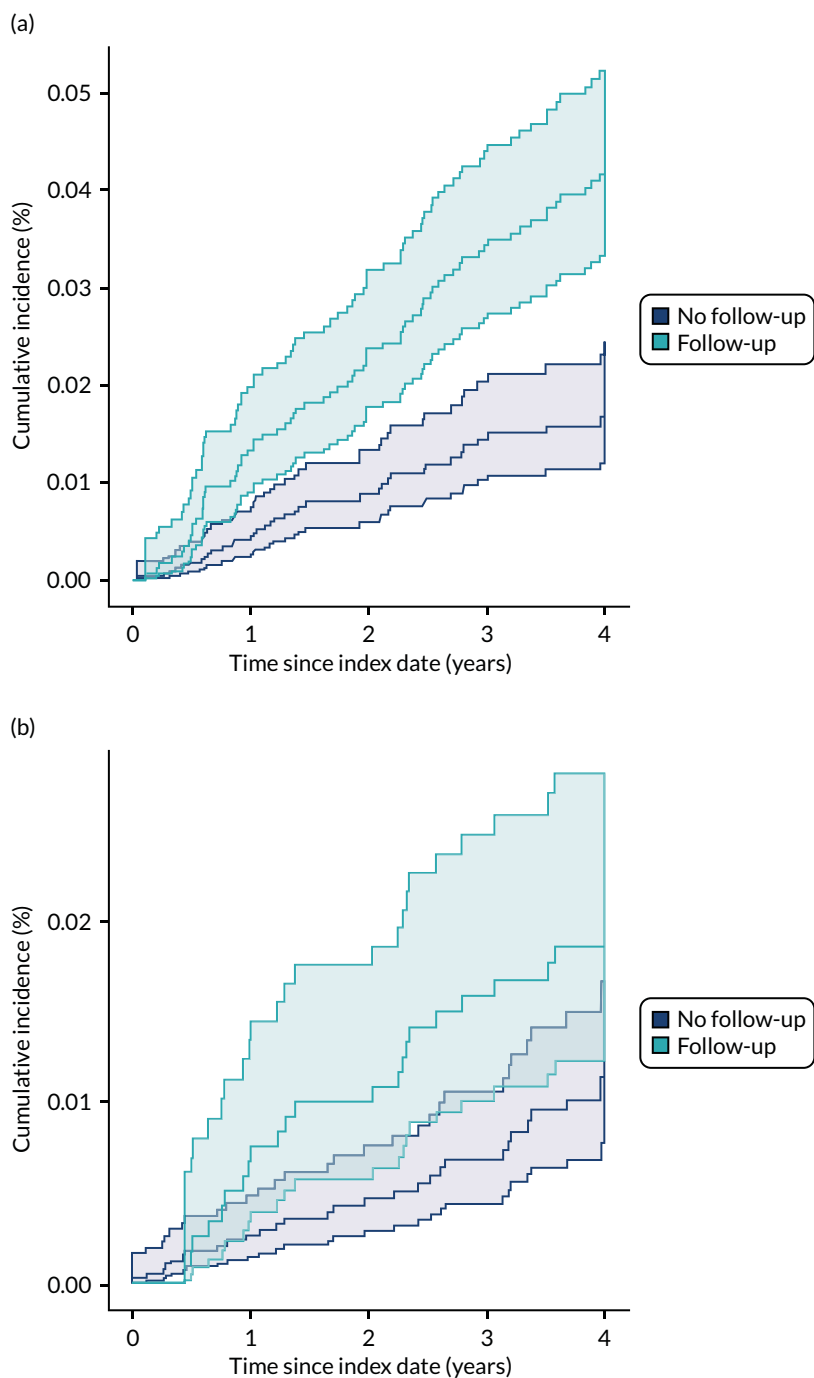 (a)
Cumulative incidence (%)
0.05
0.04
0.03
0.02
0.01
0.00
0 1 2 3 4
Time since index date (years)
No follow-up
Follow-up
(b)
Cumulative incidence (%)
0.02
0.01
0.00
0 1 2 3 4
Time since index date (years)
No follow-up
Follow-up